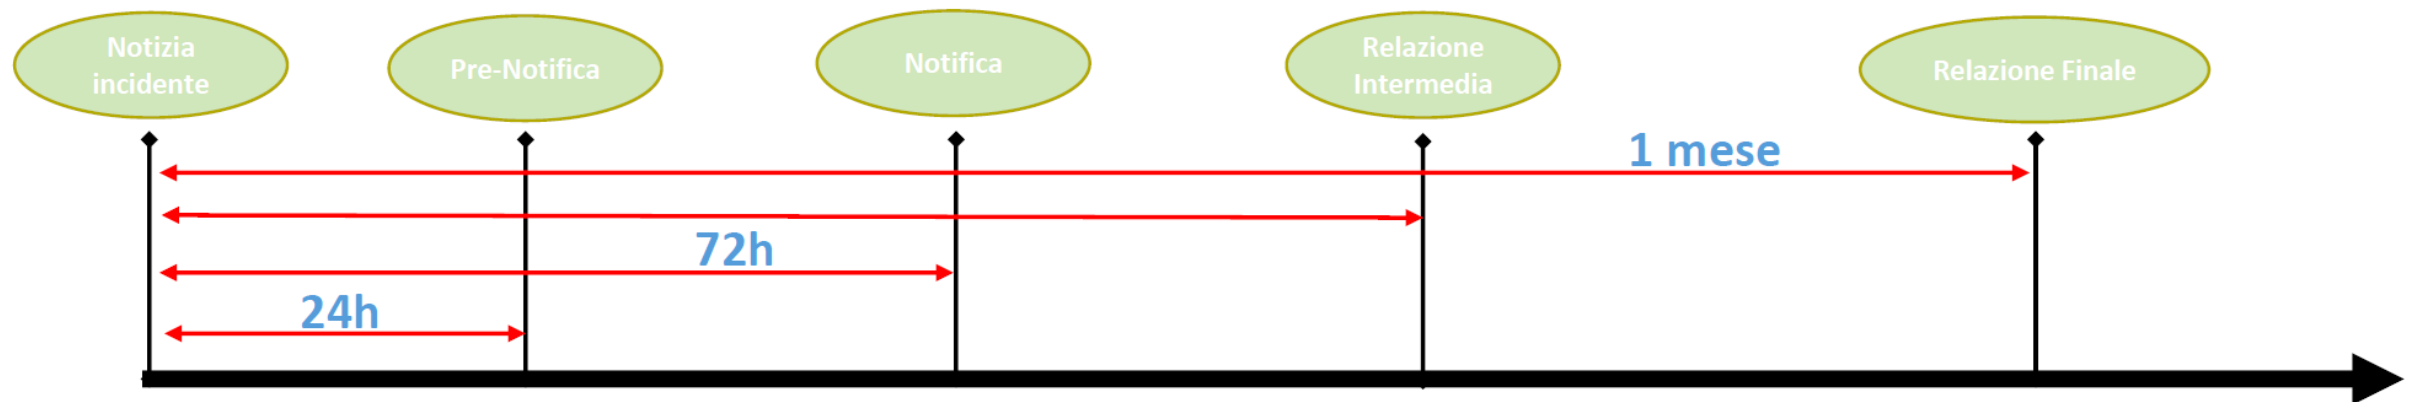 Notizia
incidente
Pre-Notifica
Notifica
Relazione
Intermedia
Relazione Finale
1 mese
72h
24h